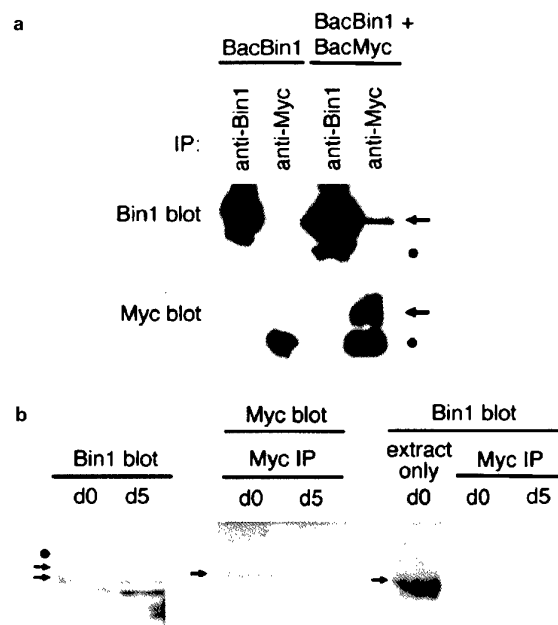 a
BacBin1
BacBin1 +
BacMyc
IP:
anti-Bin1
anti-Myc
anti-Bin1
anti-Myc
Bin1 blot
Myc blot
b
Bin1 blot
d0 d5
Myc blot
Myc IP
d0 d5
Bin1 blot
extract
only
Myc IP
d0 d0 d5